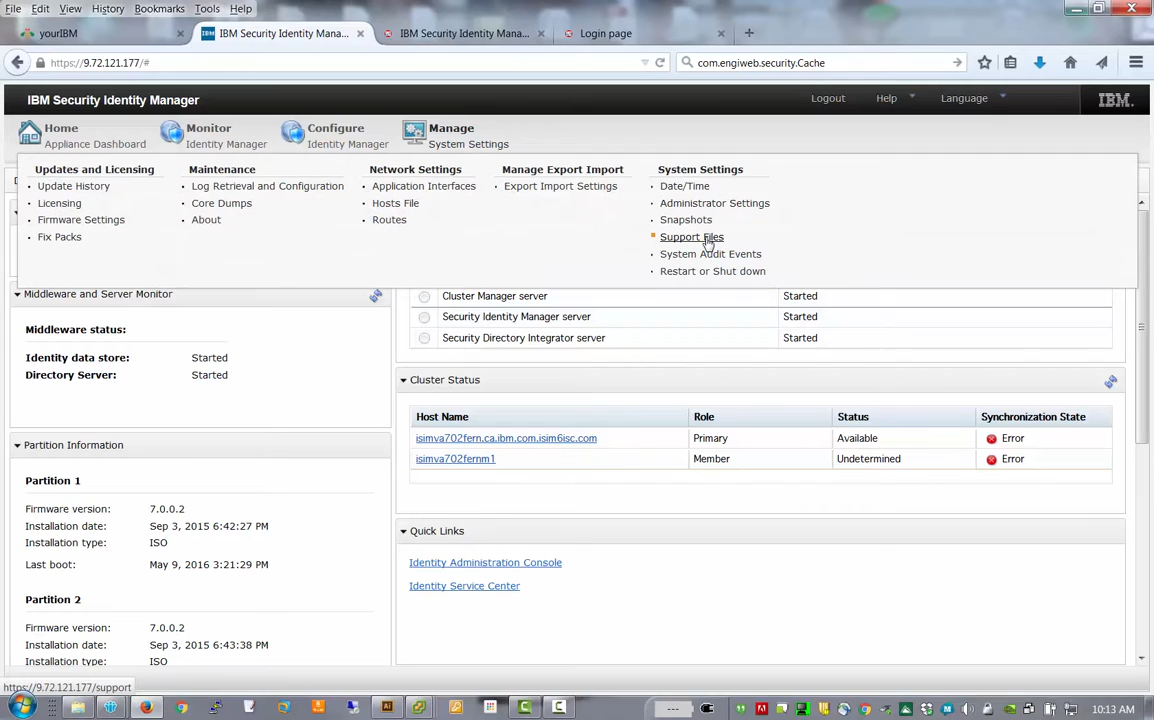 File Edit View History Bookmarks Tools Help
yourIBM
IBM Security Identity Mana...
IBM Security Identity Mana...
Login page
https://9.72.121.177/#
com.engiweb.security.Cache
IBM Security Identity Manager
Logout Help Language
IBM.
Home
Appliance Dashboard
Monitor
Identity Manager
Configure
Identity Manager
Manage
System Settings
Updates and Licensing
Update History
Licensing
Firmware Settings
Fix Packs
Maintenance
Log Retrieval and Configuration
Core Dumps
About
Network Settings
Application Interfaces
Hosts File
Routes
Manage Export Import
Export Import Settings
System Settings
Date/Time
Administrator Settings
Snapshots
Support Files
System Audit Events
Restart or Shut down
Middleware and Server Monitor
Middleware status:
Identity data store: Started
Directory Server: Started
Cluster Manager server Started
Security Identity Manager server Started
Security Directory Integrator server Started
Cluster Status
Host Name Role Status Synchronization State
isimva702fern.ca.ibm.com.isim6isc.com Primary Available Error
isimva702fernm1 Member Undetermined Error
Partition Information
Partition 1
Firmware version: 7.0.0.2
Installation date: Sep 3, 2015 6:42:27 PM
Installation type: ISO
Last boot: May 9, 2016 3:21:29 PM
Partition 2
Firmware version: 7.0.0.2
Installation date: Sep 3, 2015 6:43:38 PM
Installation type: ISO
Quick Links
Identity Administration Console
Identity Service Center
https://9.72.121.177/support
10:13 AM